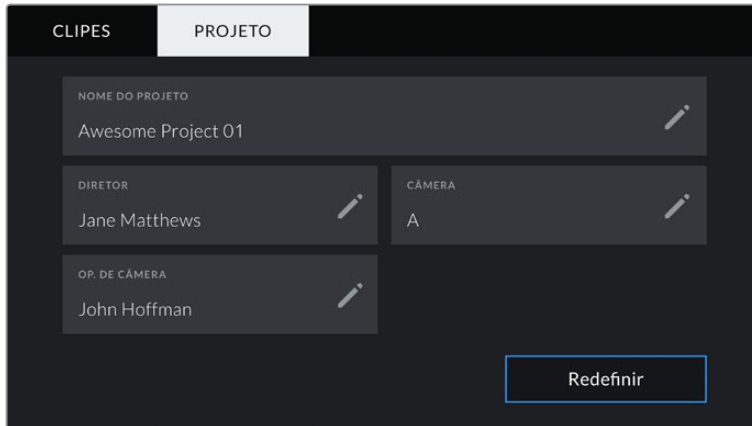 CLIPES
PROJETO
NOME DO PROJETO
Awesome Project 01
DIRETOR
Jane Matthews
CÂMERA
A
OP. DE CÂMERA
John Hoffman
Redefinir